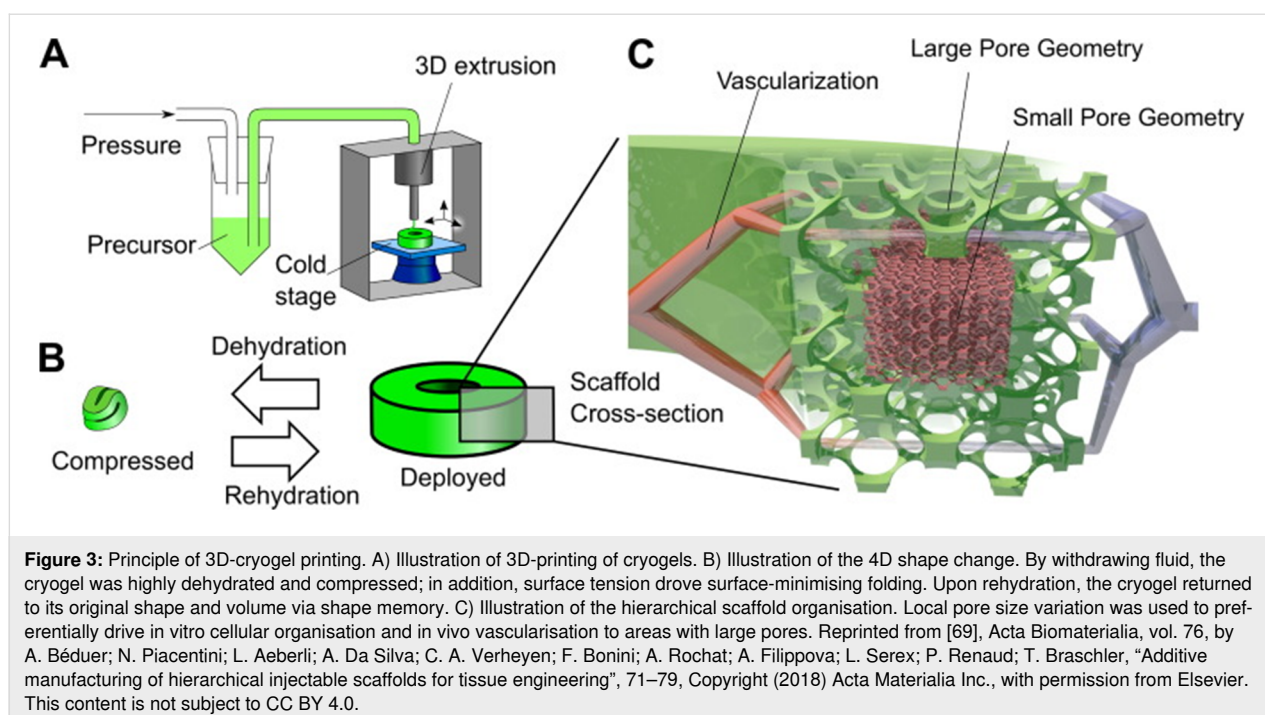 A
3D extrusion
Pressure
Precursor
Cold
stage
B
Dehydration
Compressed
Rehydration
Deployed
Scaffold
Cross-section
C
Large Pore Geometry
Vascularization
Small Pore Geometry
Figure 3: Principle of 3D-cryogel printing. A) Illustration of 3D-printing of cryogels. B) Illustration of the 4D shape change. By withdrawing fluid, the
cryogel was highly dehydrated and compressed; in addition, surface tension drove surface-minimising folding. Upon rehydration, the cryogel returned
to its original shape and volume via shape memory. C) Illustration of the hierarchical scaffold organisation. Local pore size variation was used to pref-
erentially drive in vitro cellular organisation and in vivo vascularisation to areas with large pores. Reprinted from [69], Acta Biomaterialia, vol. 76, by
A. Béduer; N. Piacentini; L. Aeberli; A. Da Silva; C. A. Verheyen; F. Bonini; A. Rochat; A. Filippova; L. Serex; P. Renaud; T. Braschler, “Additive
manufacturing of hierarchical injectable scaffolds for tissue engineering”, 71–79, Copyright (2018) Acta Materialia Inc., with permission from Elsevier.
This content is not subject to CC BY 4.0.